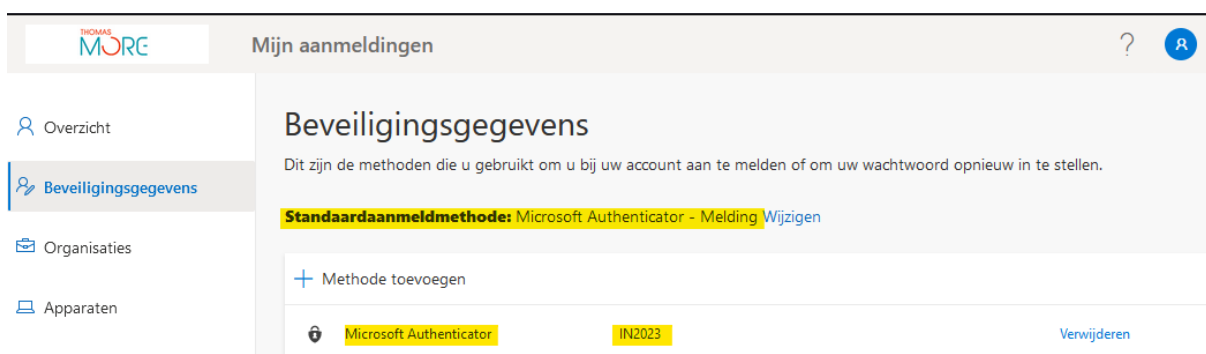 THOMAS
MORE
Mijn aanmeldingen
?
Overzicht
Beveiligingsgegevens
Organisaties
Apparaten
Beveiligingsgegevens
Dit zijn de methoden die u gebruikt om u bij uw account aan te melden of om uw wachtwoord opnieuw in te stellen.
Standaardaanmeldmethode: Microsoft Authenticator - Melding Wijzigen
+ Methode toevoegen
Microsoft Authenticator IN2023 Verwijderen